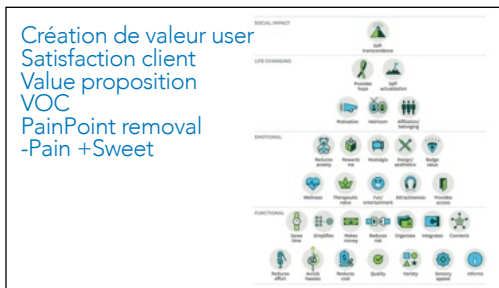 Création de valeur user
Satisfaction client
Value proposition
VOC
PainPoint removal
-Pain +Sweet
SOCIAL IMPACT
Self-transcendence
LIFE CHANGING
Provides hope
Self-actualization
Motivation
Heirloom
Affiliation/belonging
EMOTIONAL
Reduces anxiety
Rewards me
Nostalgia
Design/aesthetics
Badge value
Wellness
Therapeutic value
Fun/entertainment
Attractiveness
Provides access
FUNCTIONAL
Saves time
Simplifies
Makes money
Reduces risk
Organizes
Integrates
Connects
Reduces effort
Avoids hassles
Reduces cost
Quality
Variety
Sensory appeal
Informs